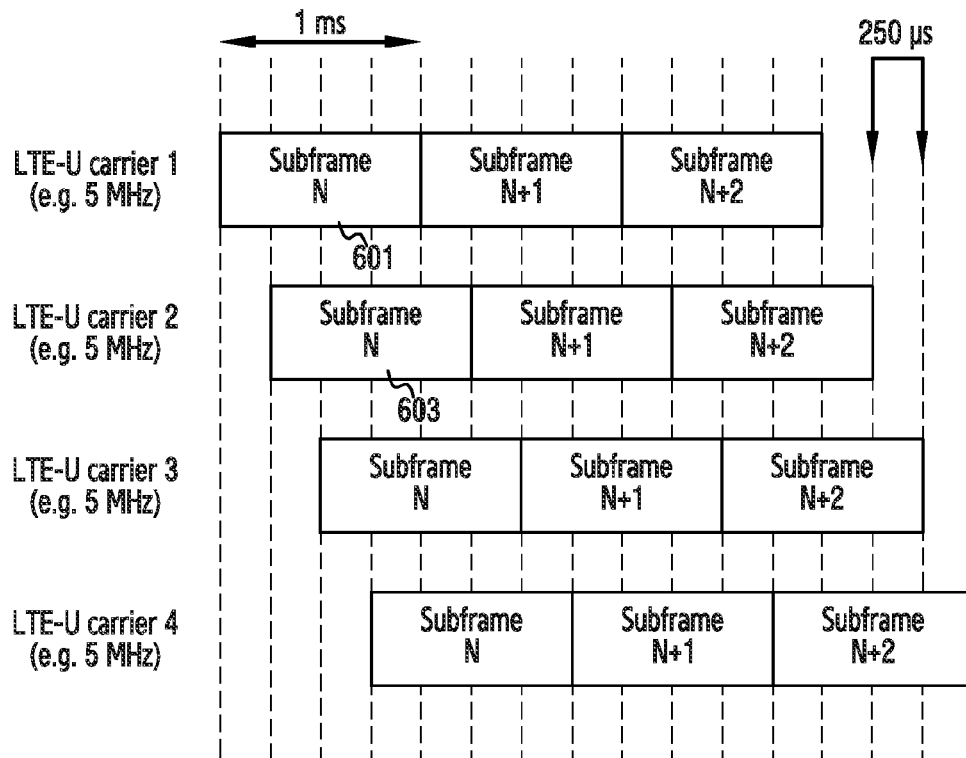 1 ms
250 μs
LTE-U carrier 1
(e.g. 5 MHz)
Subframe
N
Subframe
N+1
Subframe
N+2
601
LTE-U carrier 2
(e.g. 5 MHz)
Subframe
N
Subframe
N+1
Subframe
N+2
603
LTE-U carrier 3
(e.g. 5 MHz)
Subframe
N
Subframe
N+1
Subframe
N+2
LTE-U carrier 4
(e.g. 5 MHz)
Subframe
N
Subframe
N+1
Subframe
N+2